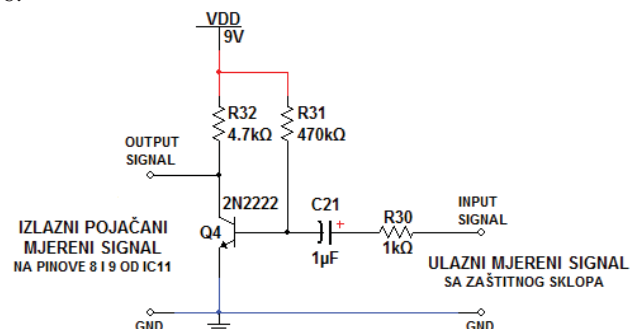 VDD
9V
R32
4.7kΩ
R31
470kΩ
OUTPUT
SIGNAL
2N2222
Q4
C21
+
1µF
R30
1kΩ
INPUT
SIGNAL
IZLAZNI POJAČANI
MJERENI SIGNAL
NA PINOVE 8 I 9 OD IC11
ULAZNI MJERENI SIGNAL
SA ZAŠTITNOG SKLOPA
GND
GND